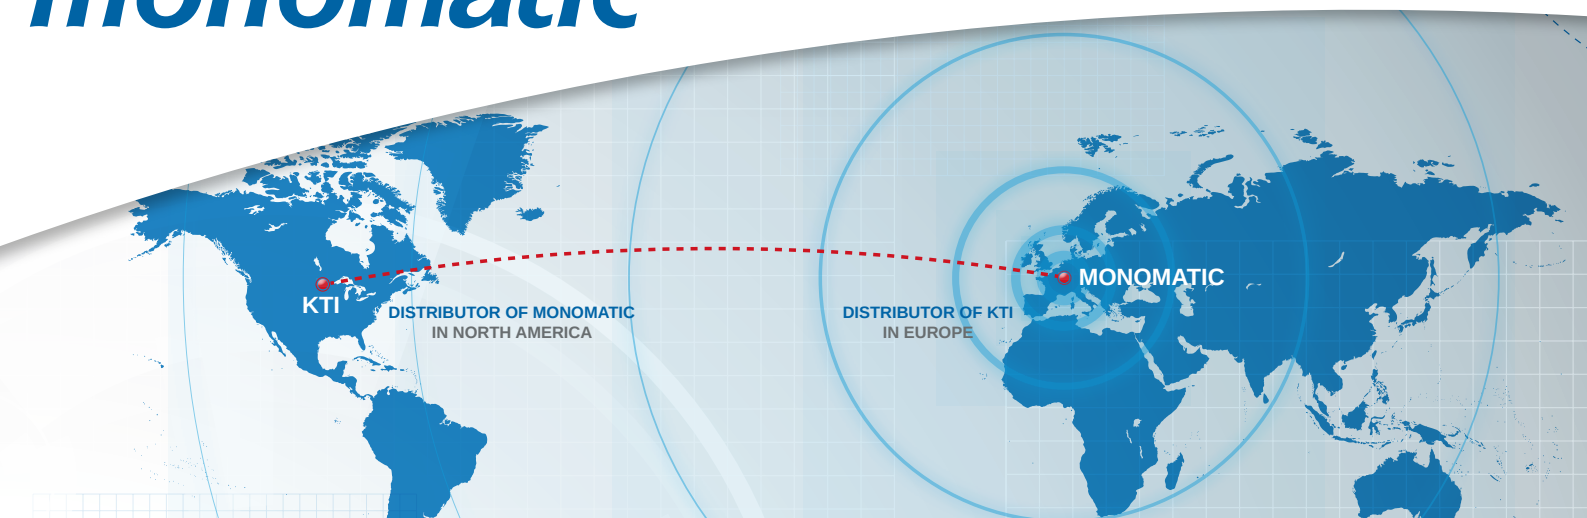 monomatic
KTI
MONOMATIC
DISTRIBUTOR OF MONOMATIC
IN NORTH AMERICA
DISTRIBUTOR OF KTI
IN EUROPE